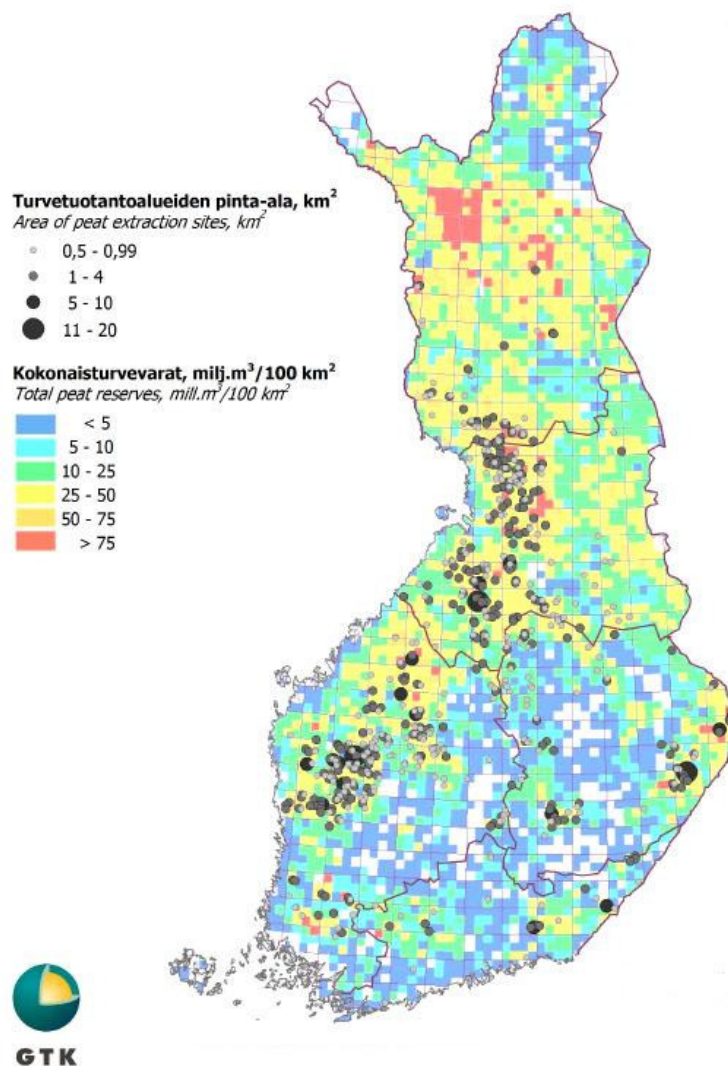 Turvetuotantoalueiden pinta-ala, km²
Area of peat extraction sites, km²
0,5 - 0,99
1 - 4
5 - 10
11 - 20
Kokonaisturvevarat, milj.m³/100 km²
Total peat reserves, mill.m³/100 km²
< 5
5 - 10
10 - 25
25 - 50
50 - 75
> 75
GTK